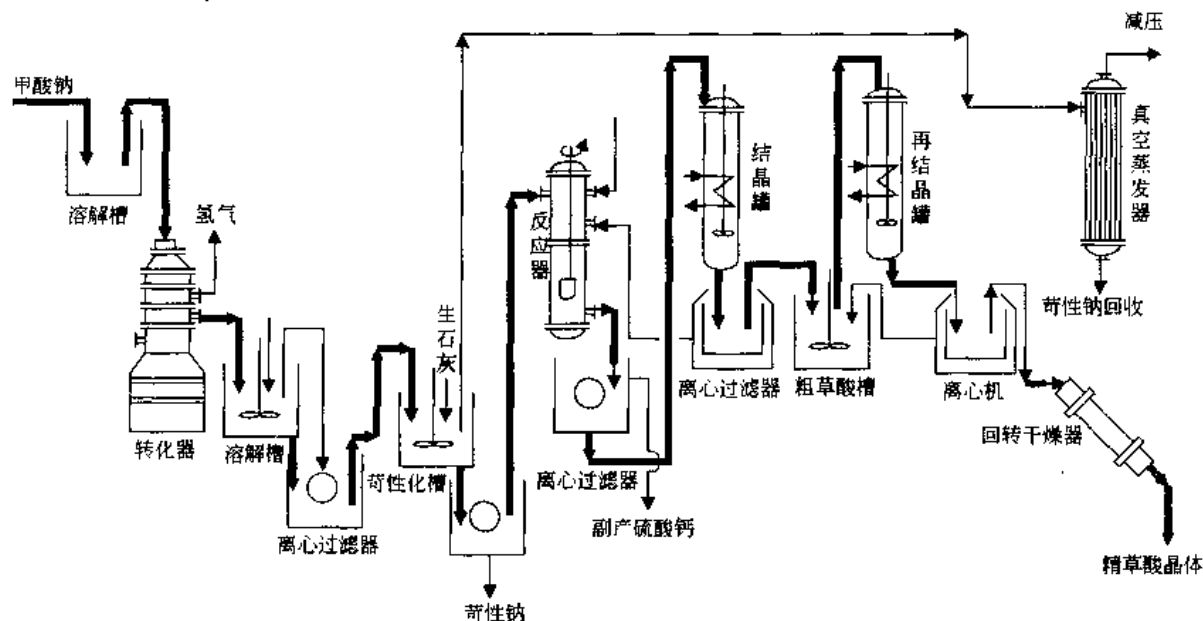 减压
甲酸钠
溶解槽
氢气
转化器
溶解槽
离心过滤器
苛性化槽
生石灰
苛性钠
反应器
离心过滤器
副产硫酸钙
结晶罐
离心过滤器
粗草酸槽
再结晶罐
离心机
回转干燥器
精草酸晶体
真空蒸发器
苛性钠回收